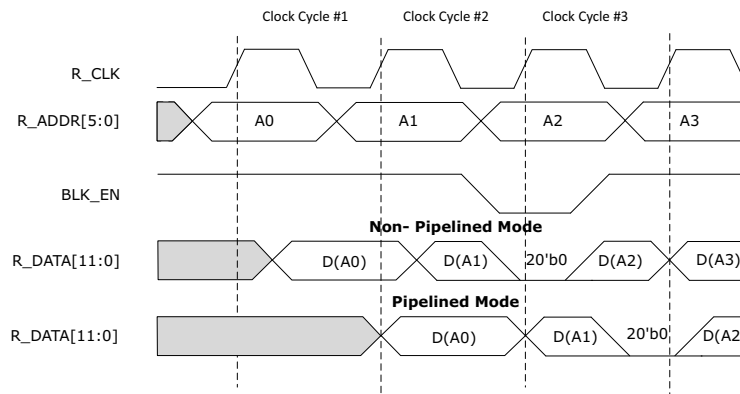 Clock Cycle #1 Clock Cycle #2 Clock Cycle #3
R_CLK
R_ADDR[5:0] A0 A1 A2 A3
BLK_EN
Non- Pipelined Mode
R_DATA[11:0] D(A0) D(A1) 20'b0 D(A2) D(A3)
Pipelined Mode
R_DATA[11:0] D(A0) D(A1) 20'b0 D(A2